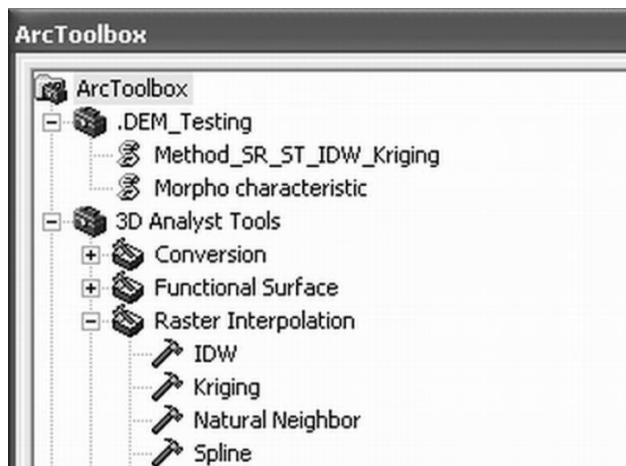 ArcToolbox
ArcToolbox
.DEM_Testing
Method_SR_ST_IDW_Kriging
Morpho characteristic
3D Analyst Tools
Conversion
Functional Surface
Raster Interpolation
IDW
Kriging
Natural Neighbor
Spline